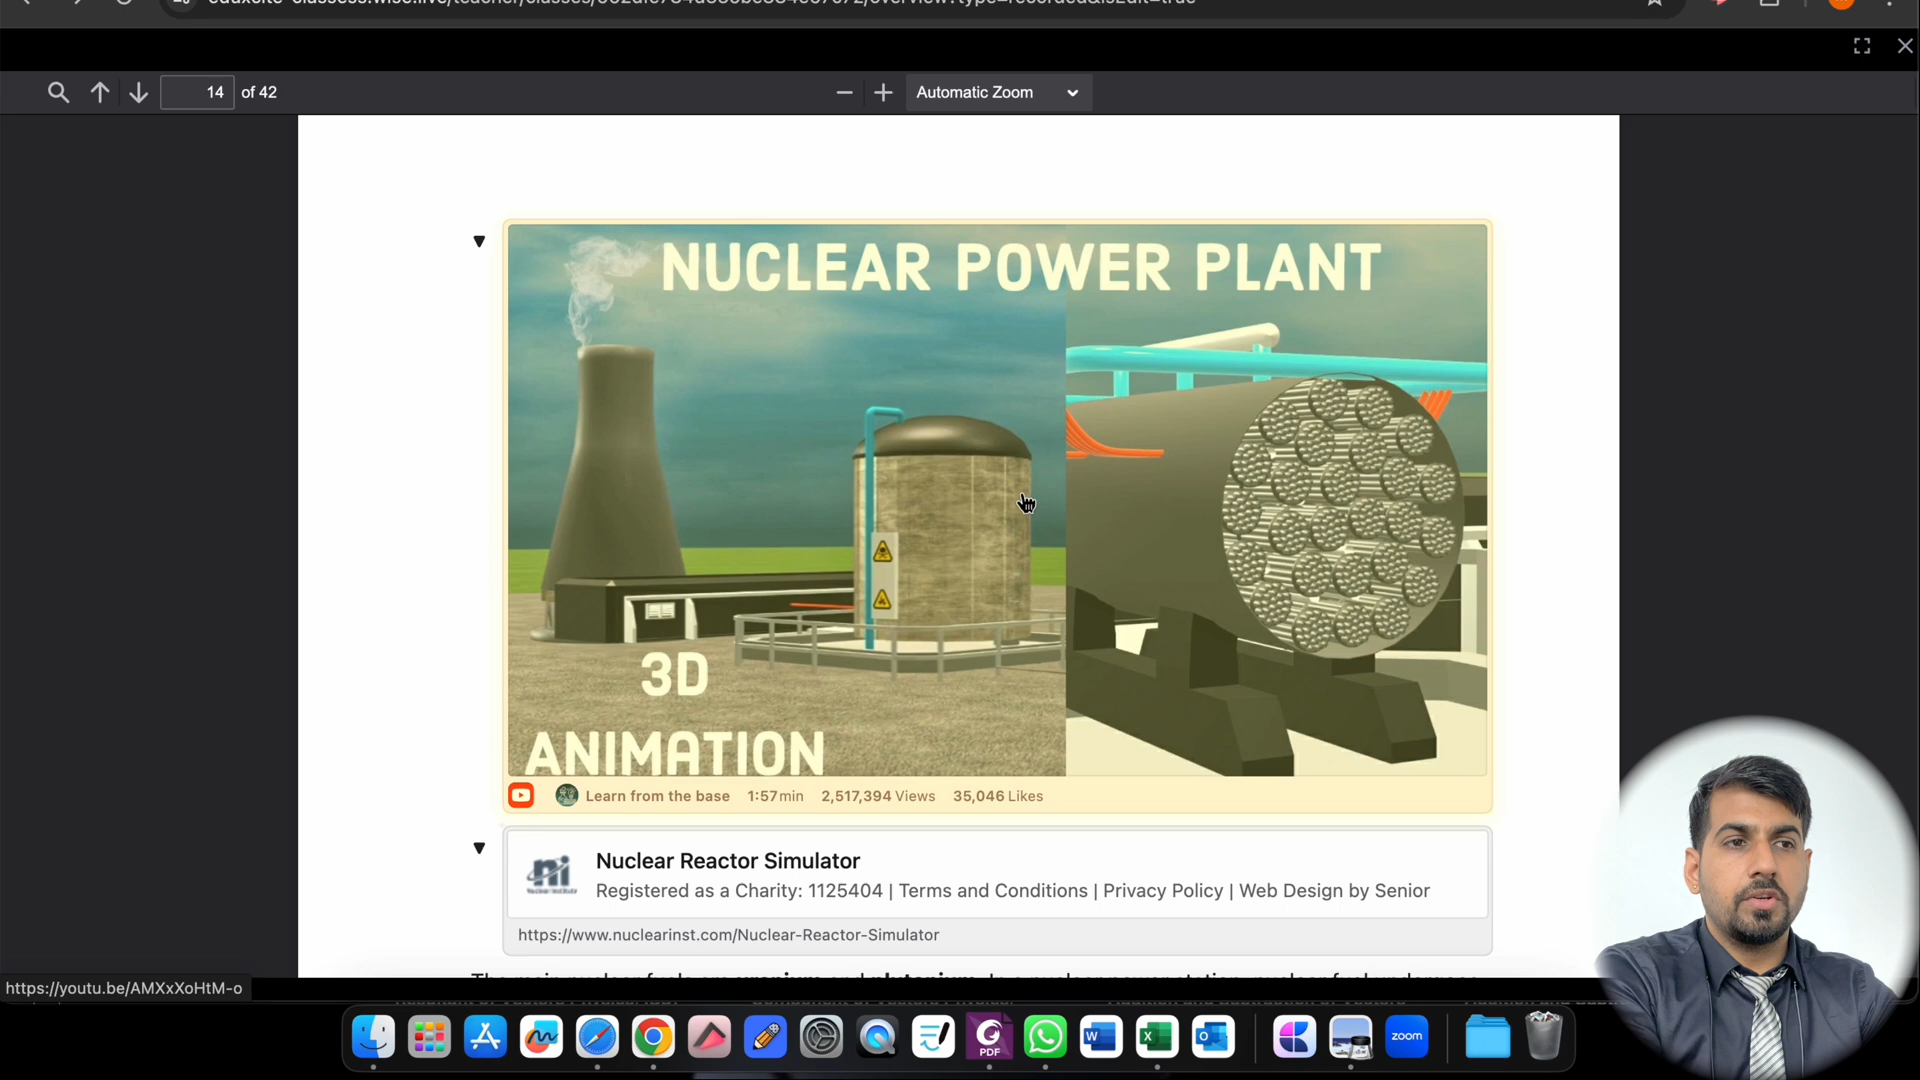 14 of 42
Automatic Zoom
NUCLEAR POWER PLANT
3D
ANIMATION
Learn from the base 1:57min 2,517,394 Views 35,046 Likes
Nuclear Reactor Simulator
Registered as a Charity: 1125404 | Terms and Conditions | Privacy Policy | Web Design by Senior
https://www.nuclearinst.com/Nuclear-Reactor-Simulator
https://youtu.be/AMXxXoHtM-o
PDF
zoom